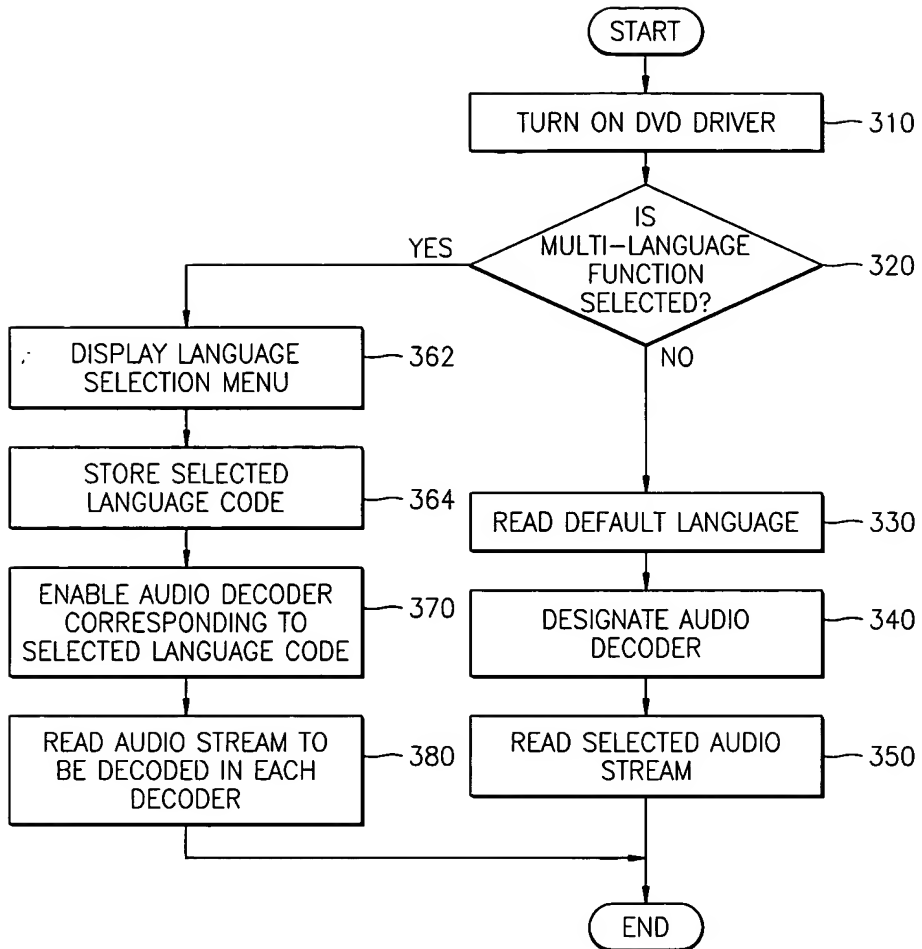 START
TURN ON DVD DRIVER
310
IS
MULTI-LANGUAGE
FUNCTION
SELECTED?
320
YES
NO
DISPLAY LANGUAGE
SELECTION MENU
362
STORE SELECTED
LANGUAGE CODE
364
ENABLE AUDIO DECODER
CORRESPONDING TO
SELECTED LANGUAGE CODE
370
READ AUDIO STREAM TO
BE DECODED IN EACH
DECODER
380
READ DEFAULT LANGUAGE
330
DESIGNATE AUDIO
DECODER
340
READ SELECTED AUDIO
STREAM
350
END